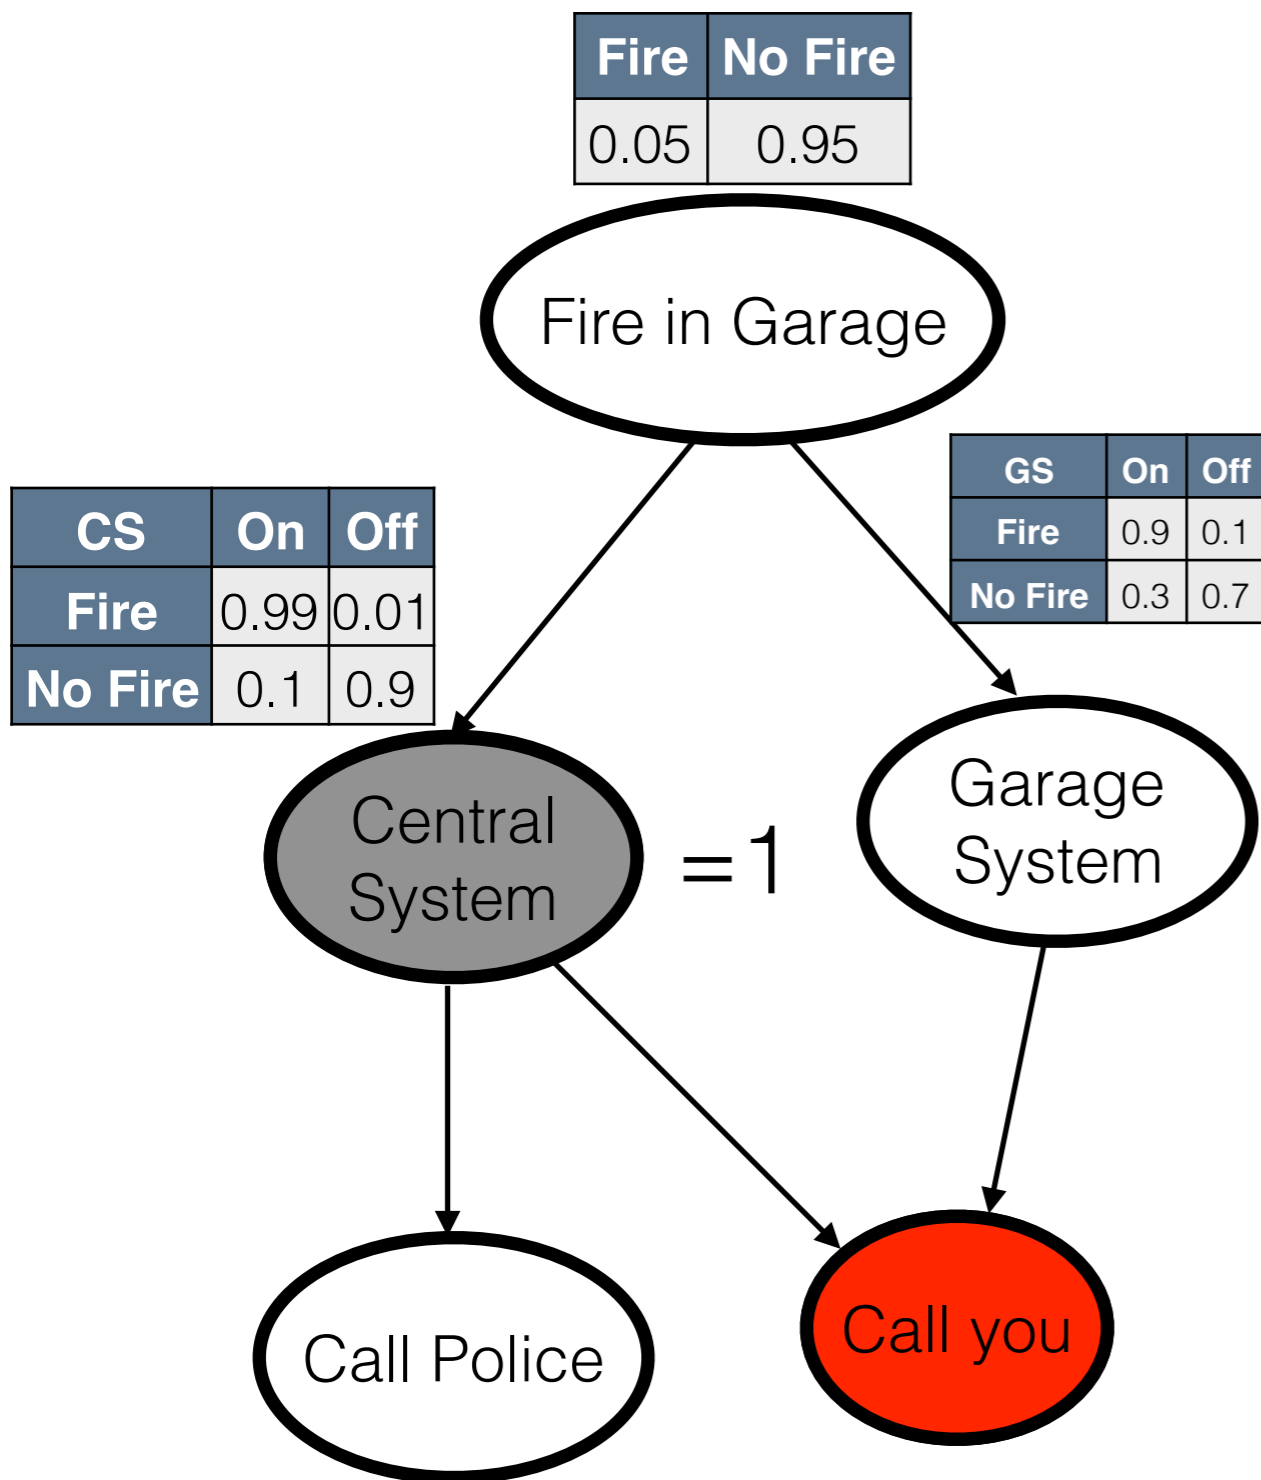 Fire No Fire
0.05 0.95
Fire in Garage
GS On Off
Fire 0.9 0.1
No Fire 0.3 0.7
CS On Off
Fire 0.99 0.01
No Fire 0.1 0.9
Central
System
=1
Garage
System
Call Police
Call you